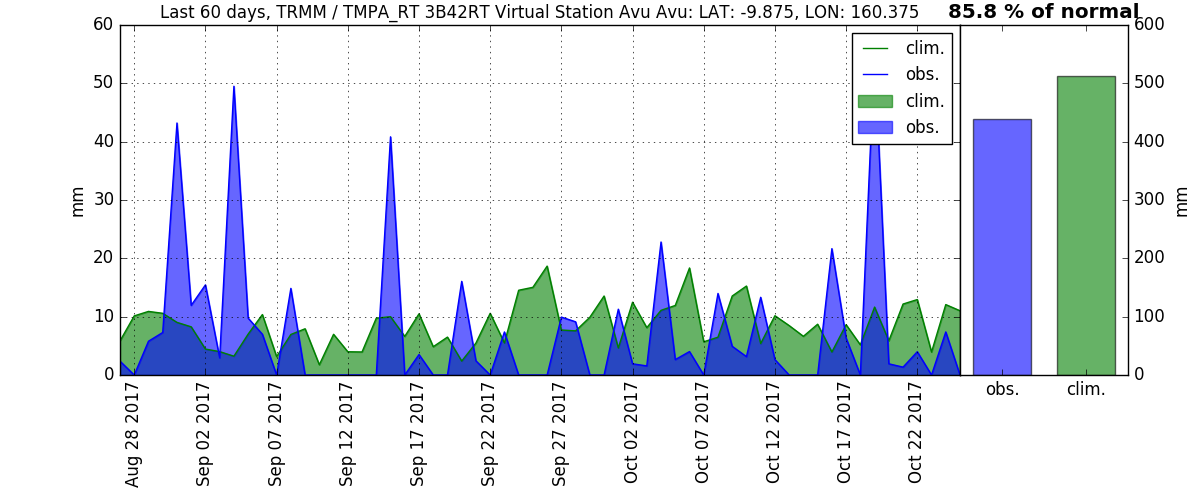 Last 60 days, TRMM / TMPA_RT 3B42RT Virtual Station Avu Avu: LAT: -9.875, LON: 160.375
85.8 % of normal
60
50
40
30
20
10
0
mm
clim.
obs.
clim.
obs.
600
500
400
300
200
100
0
mm
obs.
clim.
Aug 28 2017
Sep 02 2017
Sep 07 2017
Sep 12 2017
Sep 17 2017
Sep 22 2017
Sep 27 2017
Oct 02 2017
Oct 07 2017
Oct 12 2017
Oct 17 2017
Oct 22 2017